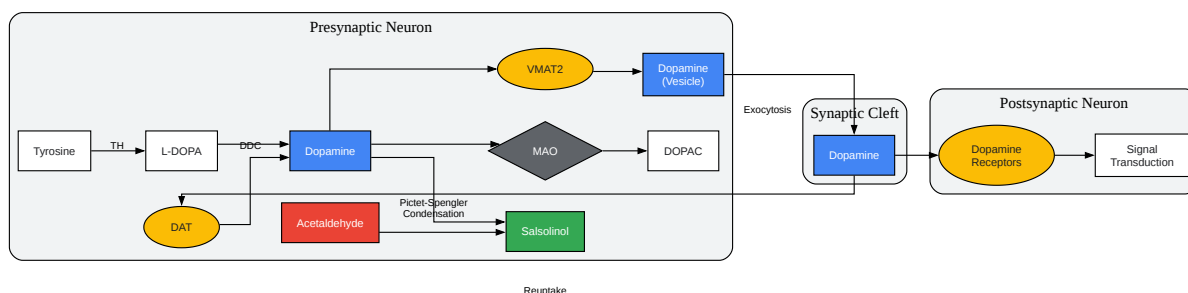 Presynaptic Neuron
VMAT2
Dopamine
(Vesicle)
Exocytosis
Synaptic Cleft
Postsynaptic Neuron
Tyrosine
TH
L-DOPA
DDC
Dopamine
MAO
DOPAC
Dopamine
Dopamine
Receptors
Signal
Transduction
DAT
Acetaldehyde
Pictet-Spengler
Condensation
Salsolinol
Reuptake